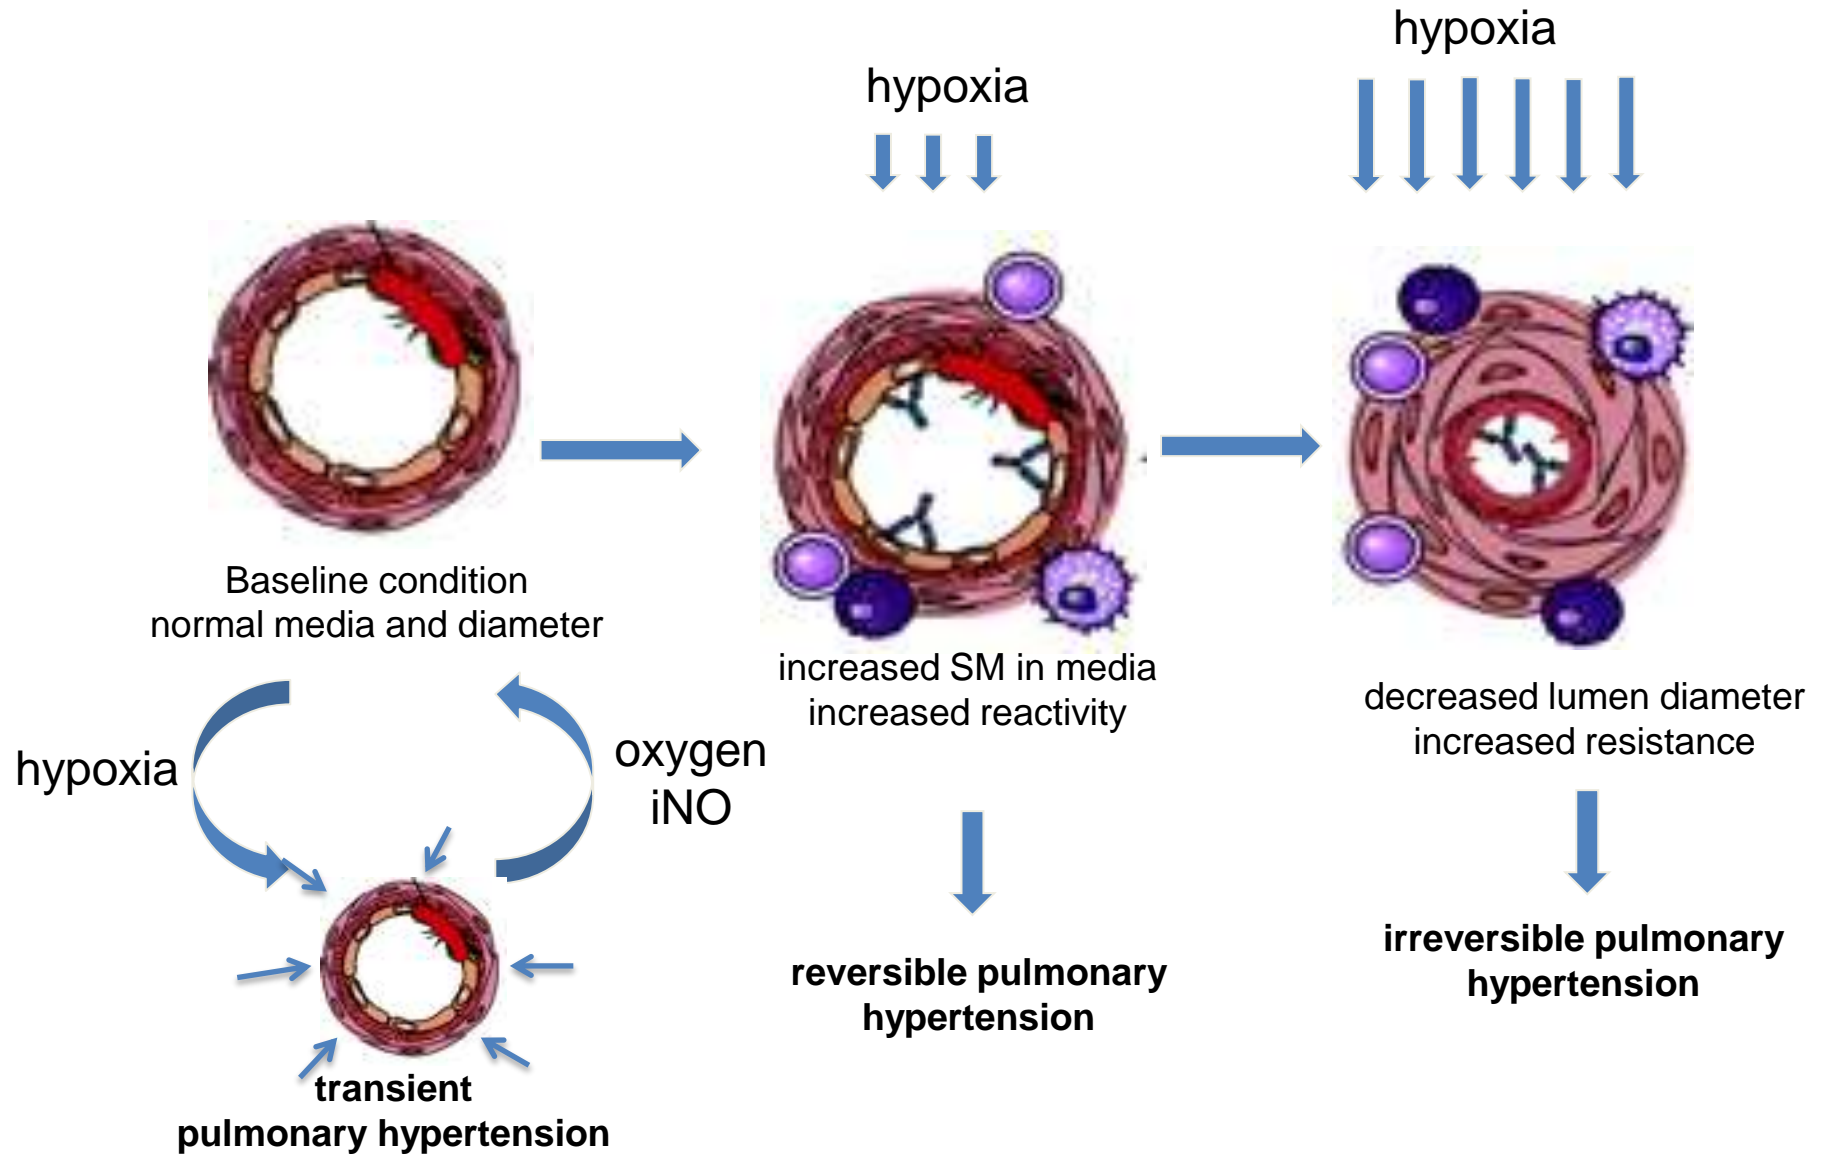 hypoxia
hypoxia
Baseline condition
normal media and diameter
increased SM in media
increased reactivity
decreased lumen diameter
increased resistance
hypoxia
oxygen
iNO
reversible pulmonary
hypertension
irreversible pulmonary
hypertension
transient
pulmonary hypertension